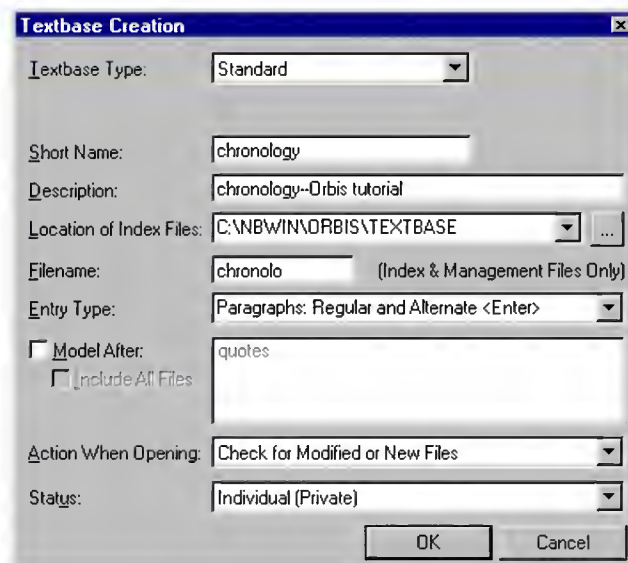 Textbase Creation
Textbase Type: Standard
Short Name: chronology
Description: chronology--Orbis tutorial
Location of Index Files: C:\NBWIN\ORBIS\TEXTBASE ...
Filename: chronolo (Index & Management Files Only)
Entry Type: Paragraphs: Regular and Alternate <Enter>
Model After: quotes
Include All Files
Action When Opening: Check for Modified or New Files
Status: Individual (Private)
OK Cancel